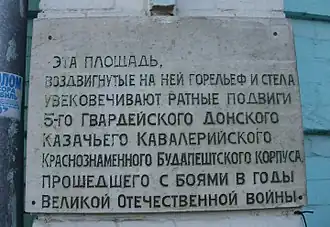 Эта площадь,
воздвигнутые на ней горельеф и стела
увековечивают ратные подвиги
5-го Гвардейского Донского
Казачьего Кавалерийского
Краснознаменного Будапештского корпуса,
прошедшего с боями в годы
Великой Отечественной войны.